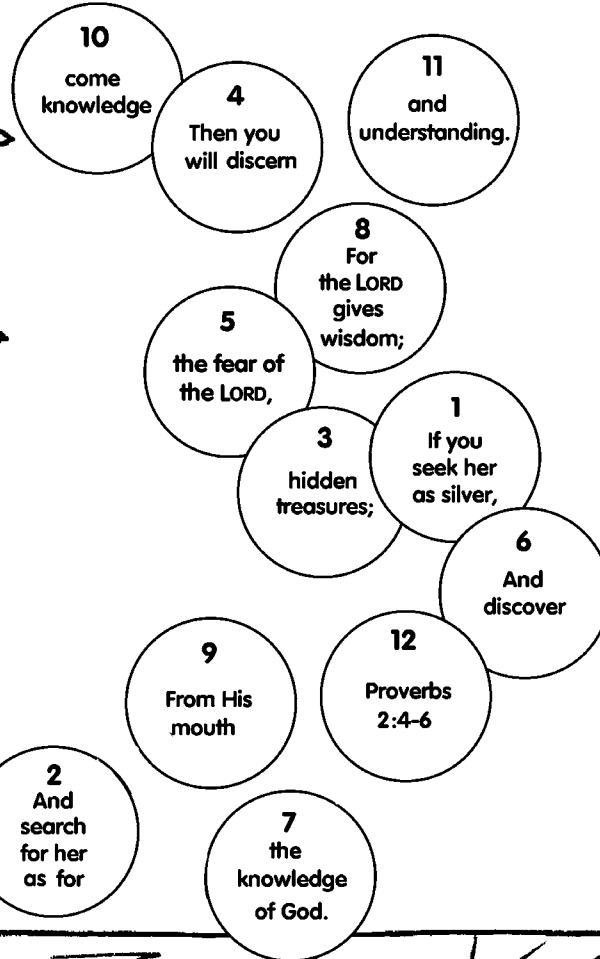 10
come
knowledge
4
Then you
will discern
11
and
understanding.
8
For
the LORD
gives
wisdom;
5
the fear of
the LORD,
3
hidden
treasures;
1
If you
seek her
as silver,
6
And
discover
9
From His
mouth
12
Proverbs
2:4-6
2
And
search
for her
as for
7
the
knowledge
of God.